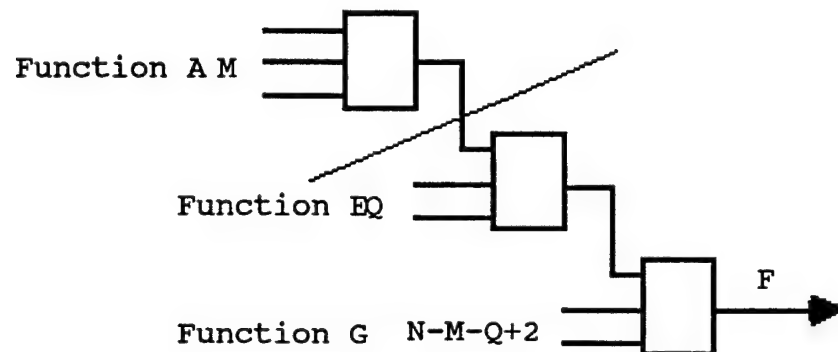 Function A M
Function EQ
F
Function G N-M-Q+2